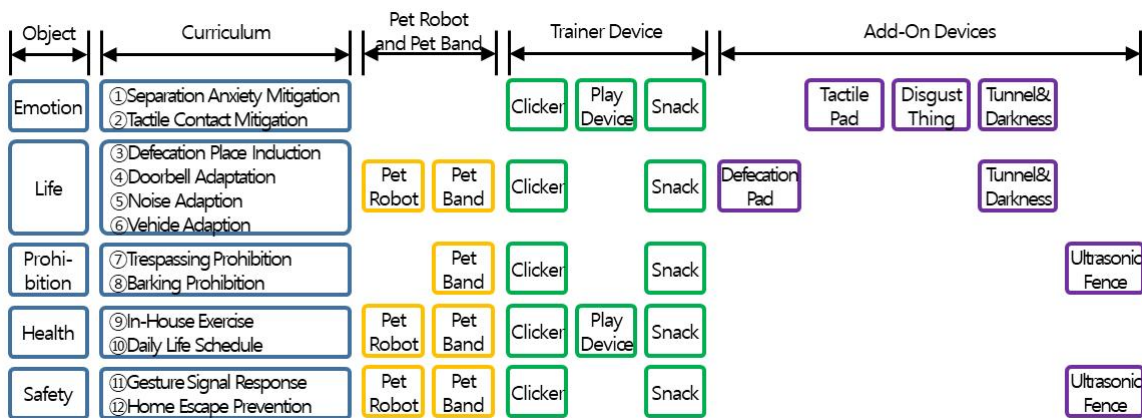 Object
Curriculum
Pet Robot
and Pet Band
Trainer Device
Add-On Devices
Emotion
①Separation Anxiety Mitigation
②Tactile Contact Mitigation
Clicker
Play
Device
Snack
Tactile
Pad
Disgust
Thing
Tunnel&
Darkness
Life
③Defecation Place Induction
④Doorbell Adaptation
⑤Noise Adaption
⑥Vehide Adaption
Pet
Robot
Pet
Band
Clicker
Snack
Defecation
Pad
Tunnel&
Darkness
Prohi-
bition
⑦Trespassing Prohibition
⑧Barking Prohibition
Pet
Band
Clicker
Snack
Ultrasonic
Fence
Health
⑨In-House Exercise
⑩Daily Life Schedule
Pet
Robot
Pet
Band
Clicker
Play
Device
Snack
Safety
⑪Gesture Signal Response
⑫Home Escape Prevention
Pet
Robot
Pet
Band
Clicker
Snack
Ultrasonic
Fence